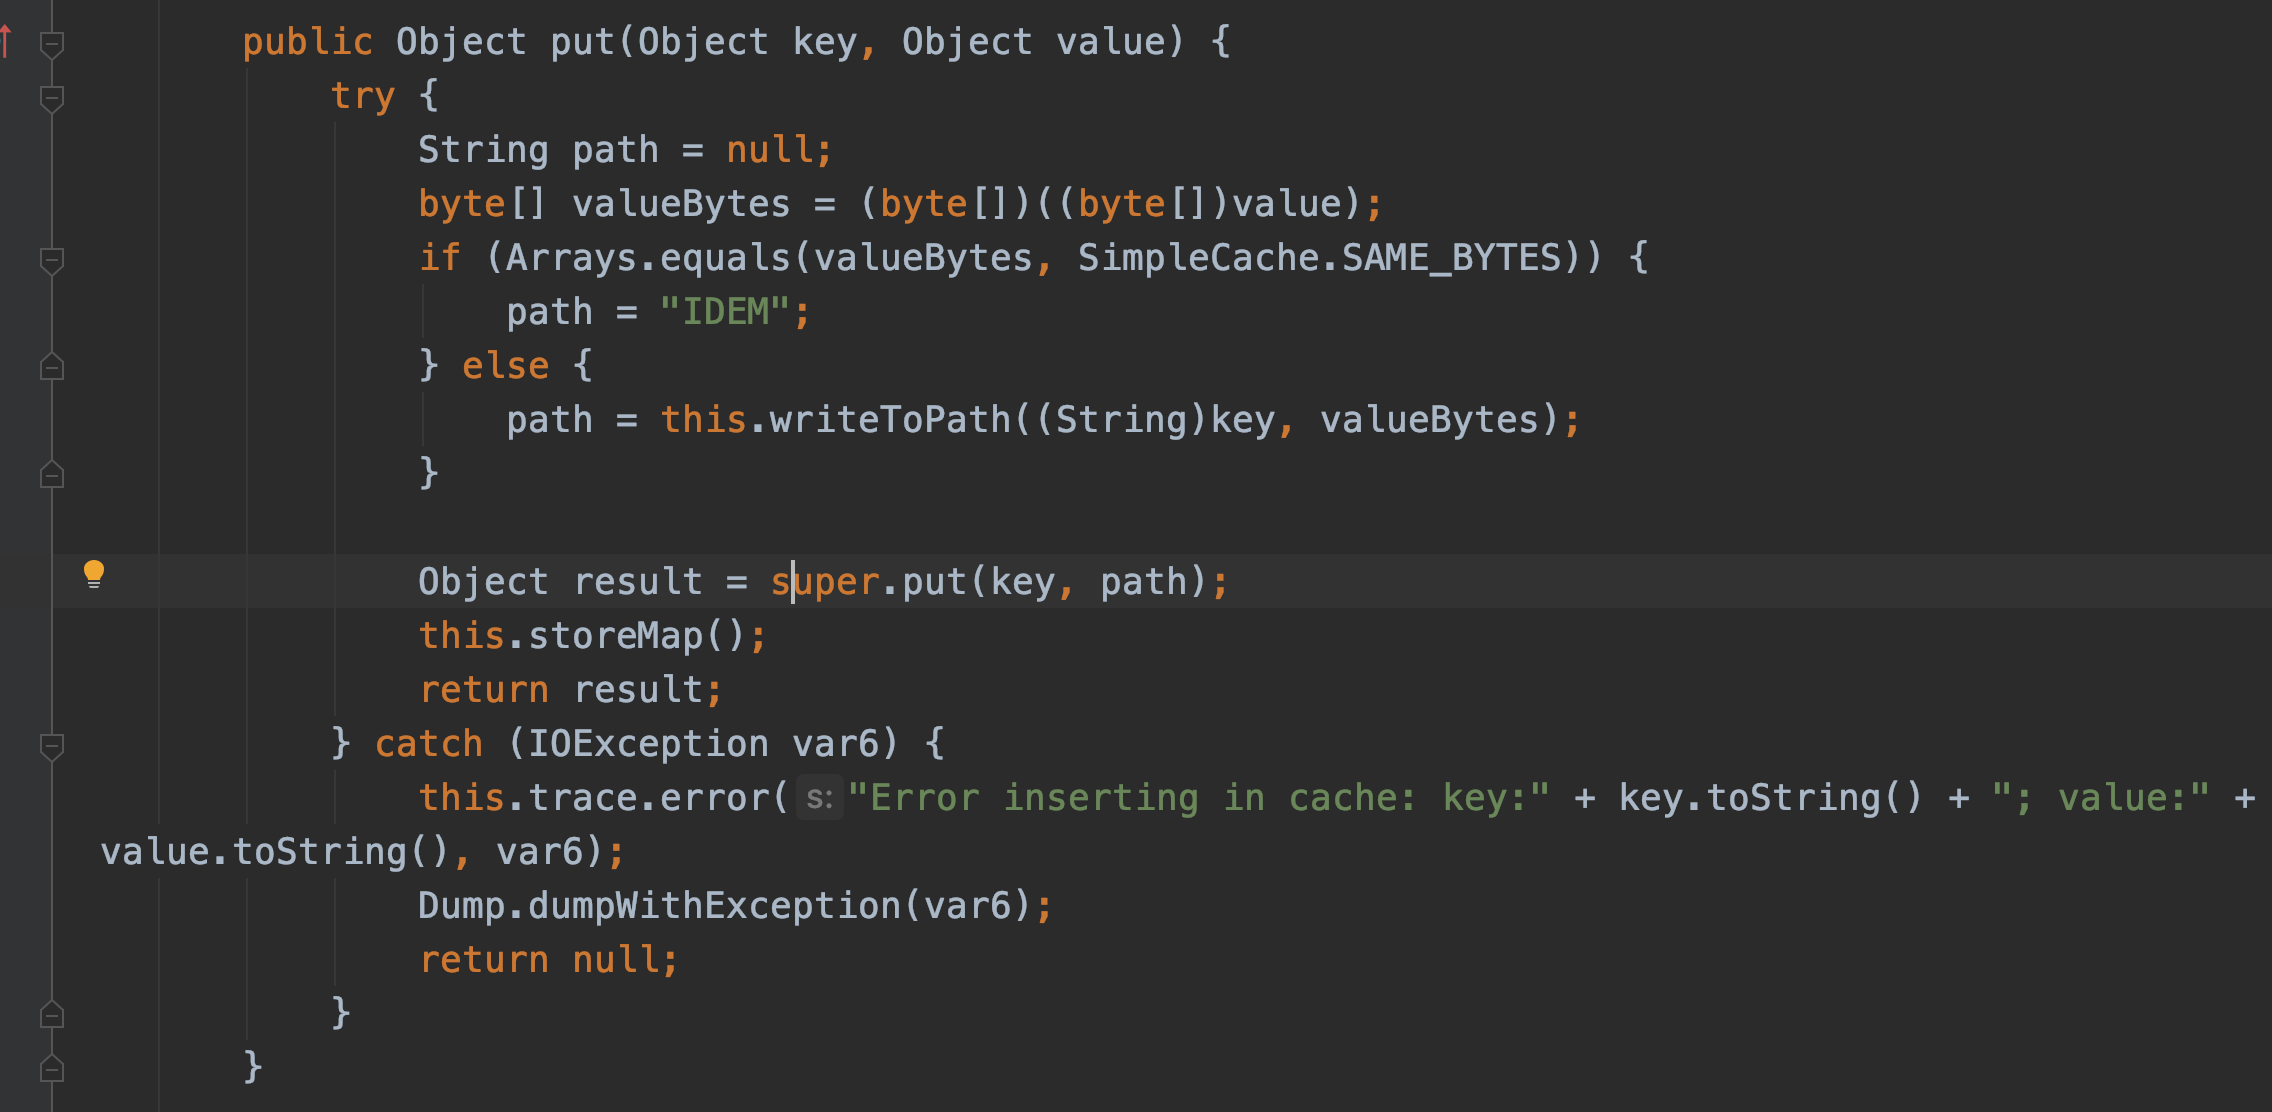 public Object put(Object key, Object value) {
try {
String path = null;
byte[] valueBytes = (byte[])((byte[])value);
if (Arrays.equals(valueBytes, SimpleCache.SAME_BYTES)) {
path = "IDEM";
} else {
path = this.writeToPath((String)key, valueBytes);
}
Object result = super.put(key, path);
this.storeMap();
return result;
} catch (IOException var6) {
this.trace.error( s: "Error inserting in cache: key:" + key.toString() + "; value:" +
value.toString(), var6);
Dump.dumpWithException(var6);
return null;
}
}